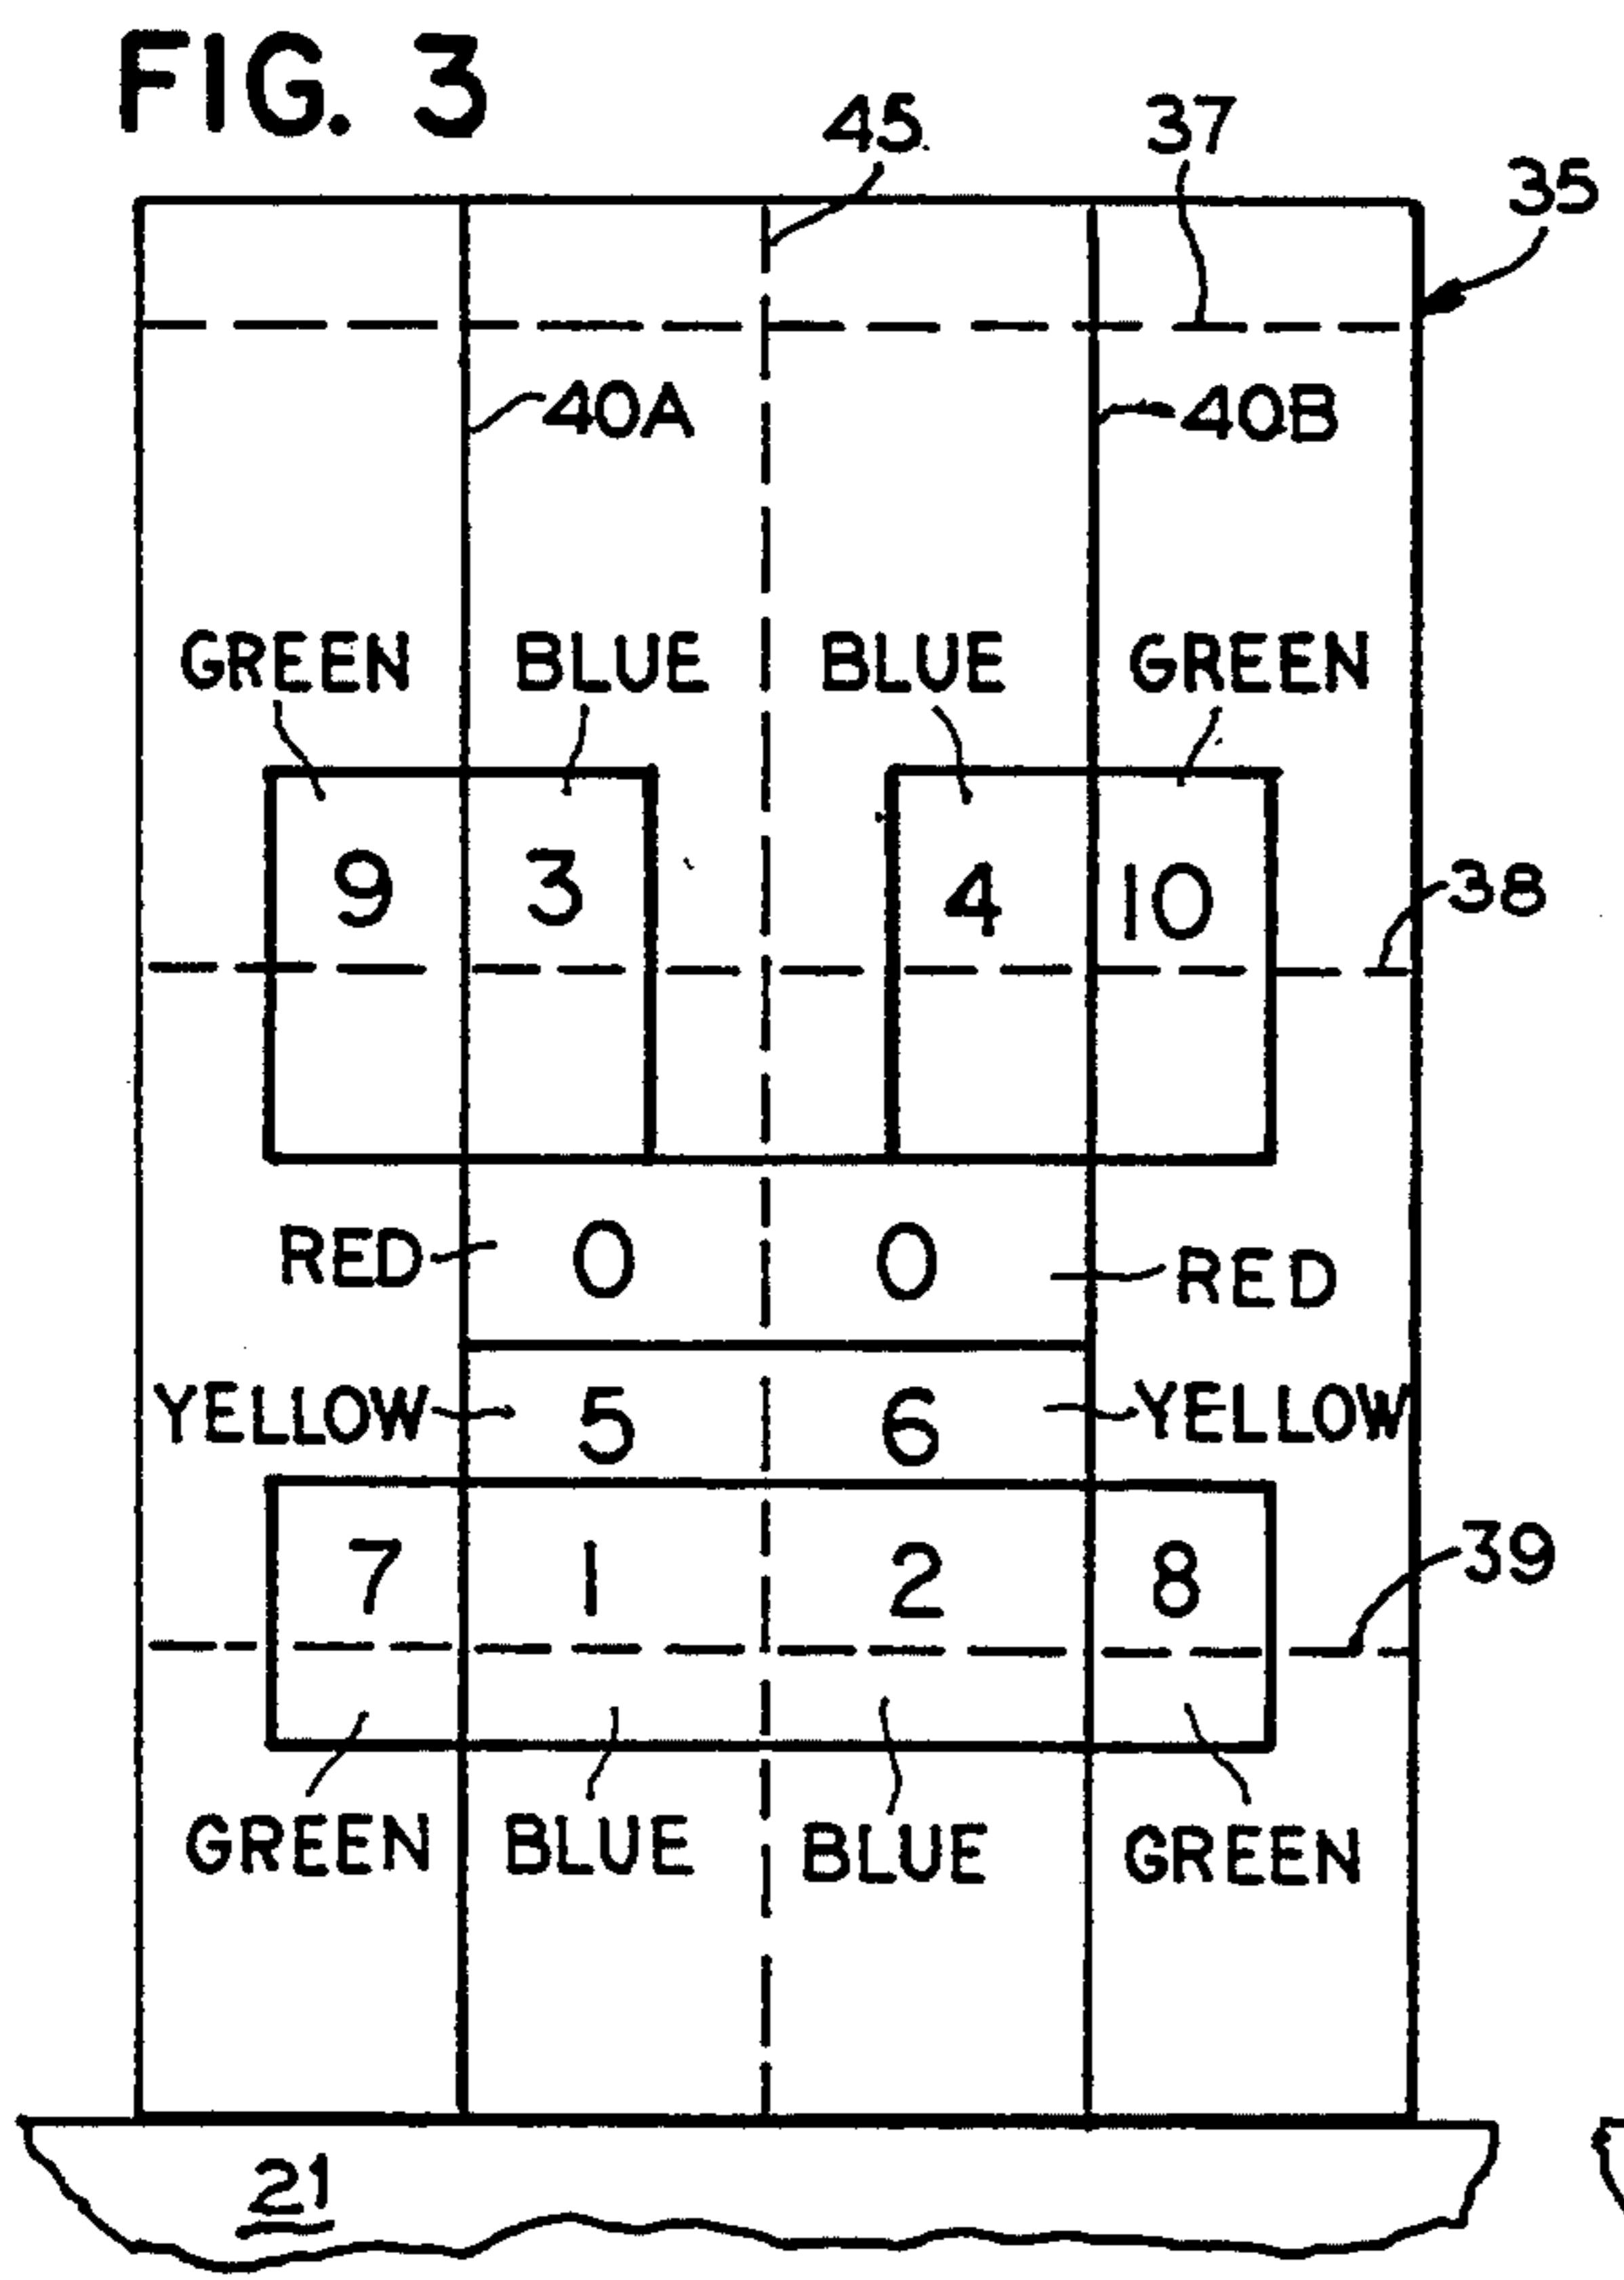 FIG. 3
45
37
35
40A 40B
GREEN BLUE BLUE GREEN
9 3 4 10
38
RED 0 0 RED
YELLOW 5 6 YELLOW
7 1 2 8
39
GREEN BLUE BLUE GREEN
21